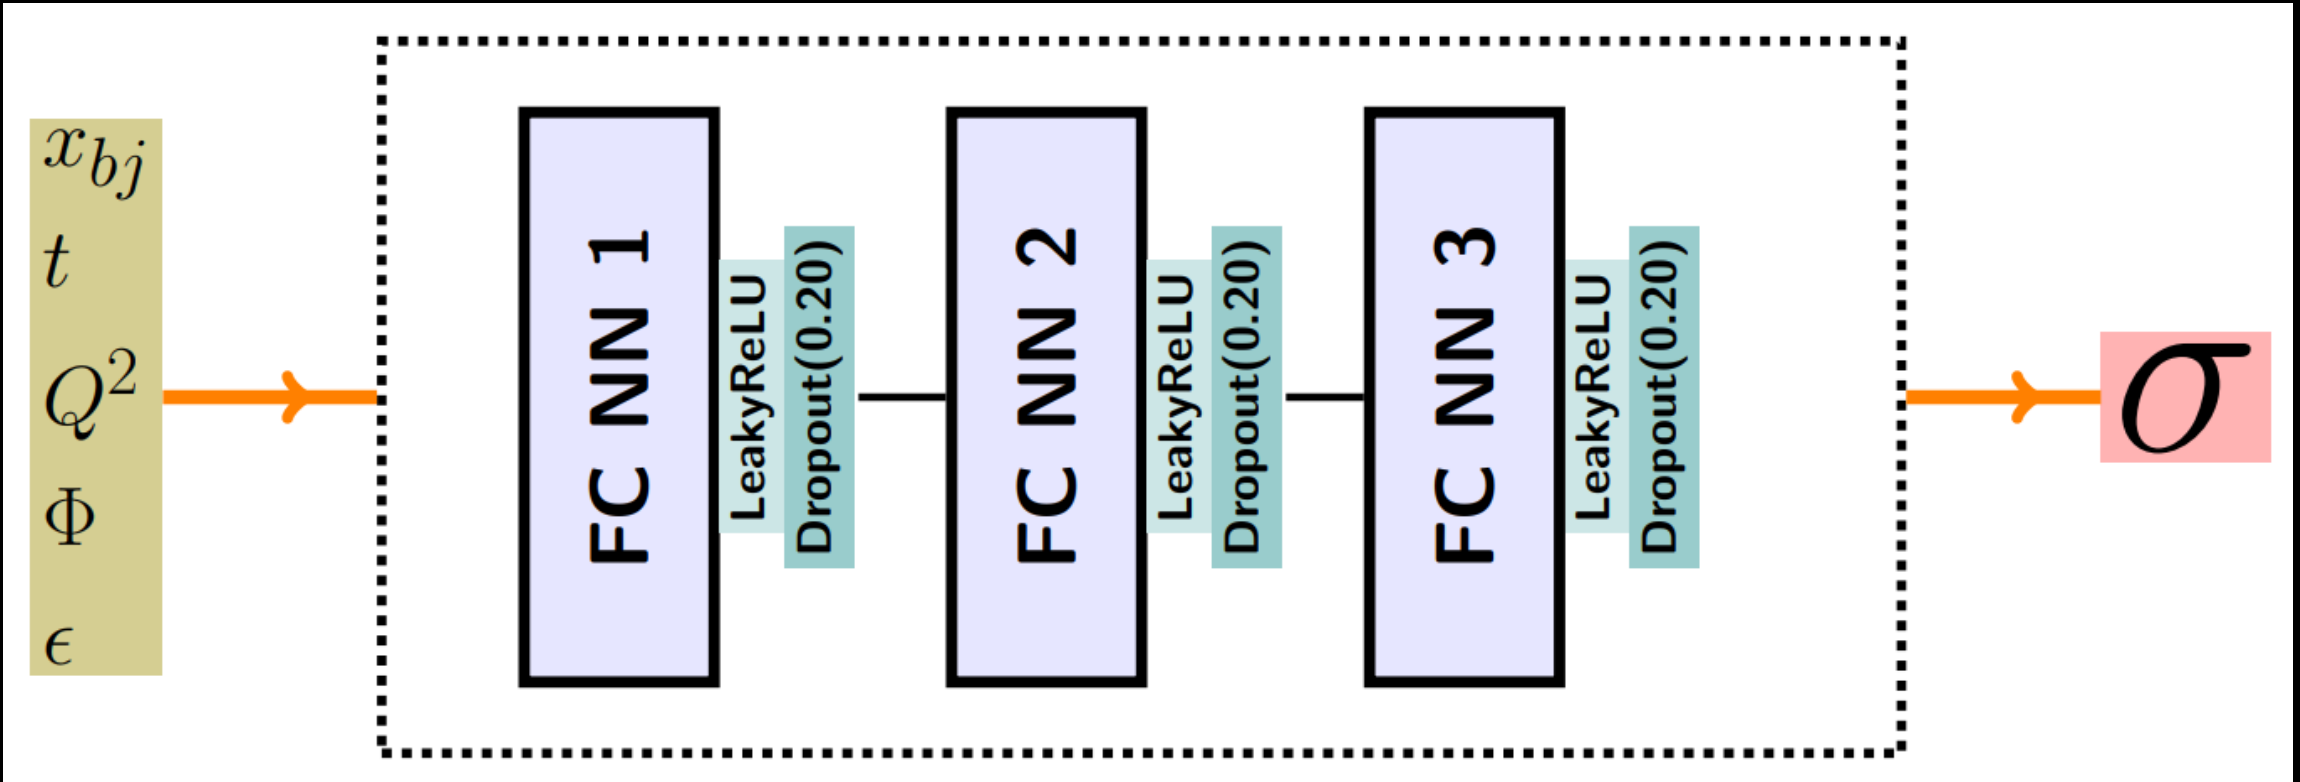 x_{bj}
t
Q^2
Φ
ϵ
FC NN 1
LeakyReLU
Dropout(0.20)
FC NN 2
LeakyReLU
Dropout(0.20)
FC NN 3
LeakyReLU
Dropout(0.20)
σ